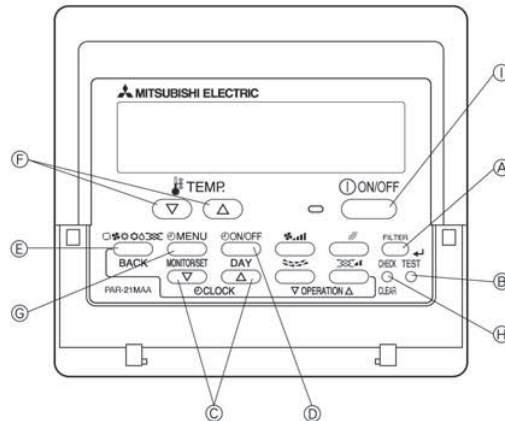 MITSUBISHI ELECTRIC
I
F
TEMP.
ON/OFF
A
E
MENU
ON/OFF
FILTER
BACK
MONITOR/SET
DAY
CHECK
TEST
B
PAR-21MAA
CLOCK
OPERATION
CLEAR
G
H
C
D